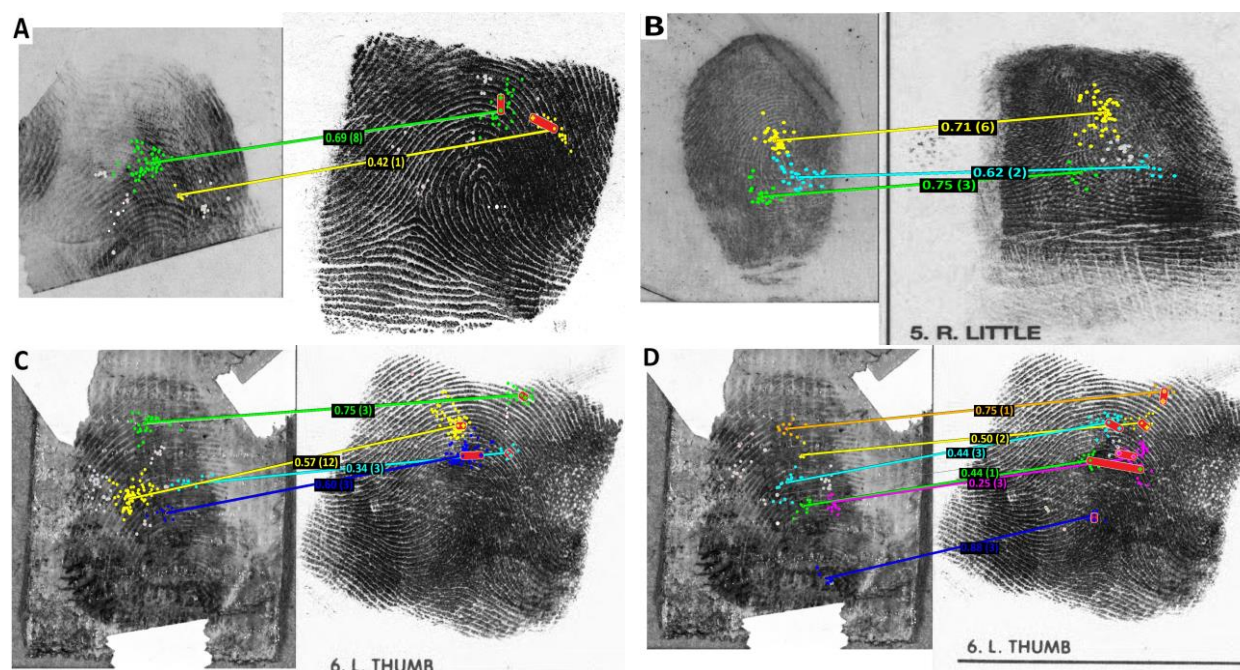 A
0.69 (8)
0.42 (1)
B
0.71 (6)
0.62 (2)
0.75 (3)
5. R. LITTLE
C
0.75 (3)
0.57 (12)
0.34 (3)
6. L. THUMB
D
0.75 (1)
0.50 (2)
0.44 (3)
0.44 (1)
0.25 (3)
6. L. THUMB